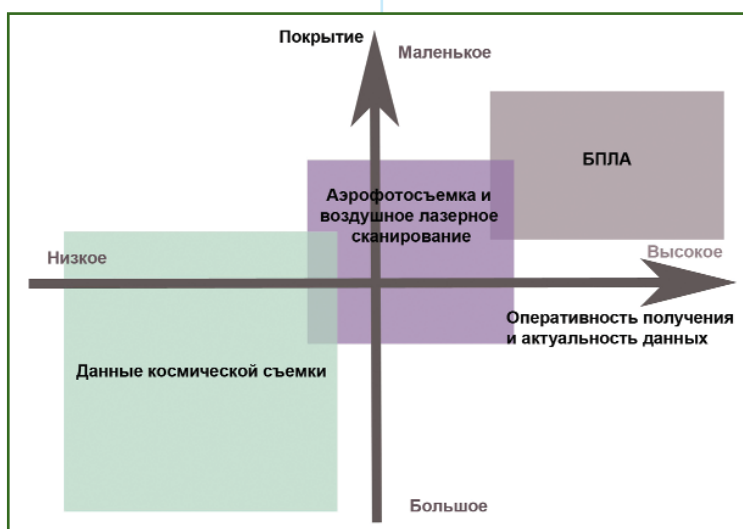 Покрытие
Маленькое
БПЛА
Аэрофотосъемка и
воздушное лазерное
сканирование
Низкое
Высокое
Оперативность получения
и актуальность данных
Данные космической съемки
Большое